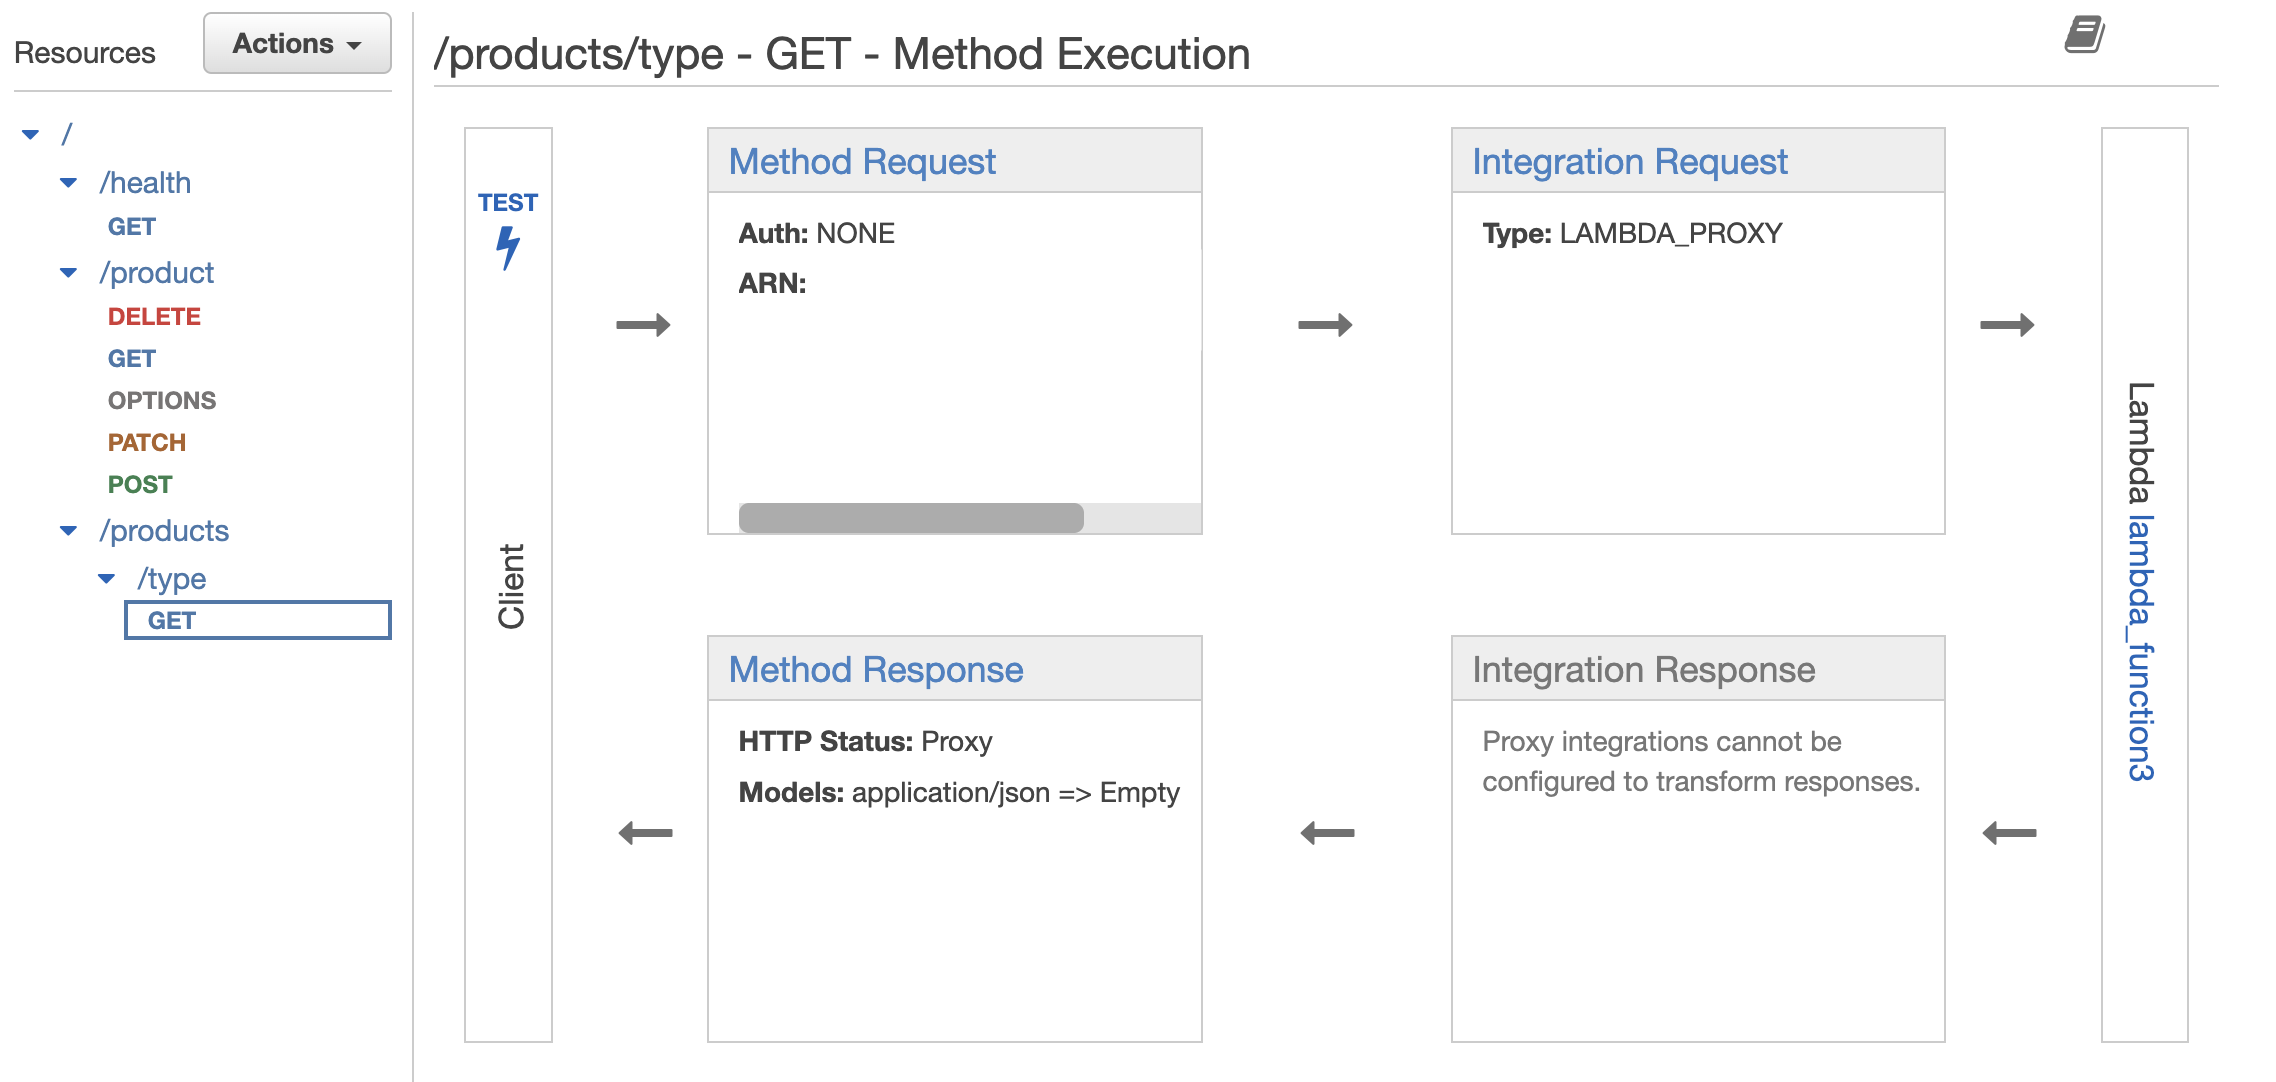 Resources
Actions
/
/health
GET
/product
DELETE
GET
OPTIONS
PATCH
POST
/products
/type
GET
/products/type - GET - Method Execution
TEST
Client
Method Request
Auth: NONE
ARN:
Integration Request
Type: LAMBDA_PROXY
Lambda lambda_function3
Method Response
HTTP Status: Proxy
Models: application/json => Empty
Integration Response
Proxy integrations cannot be
configured to transform responses.